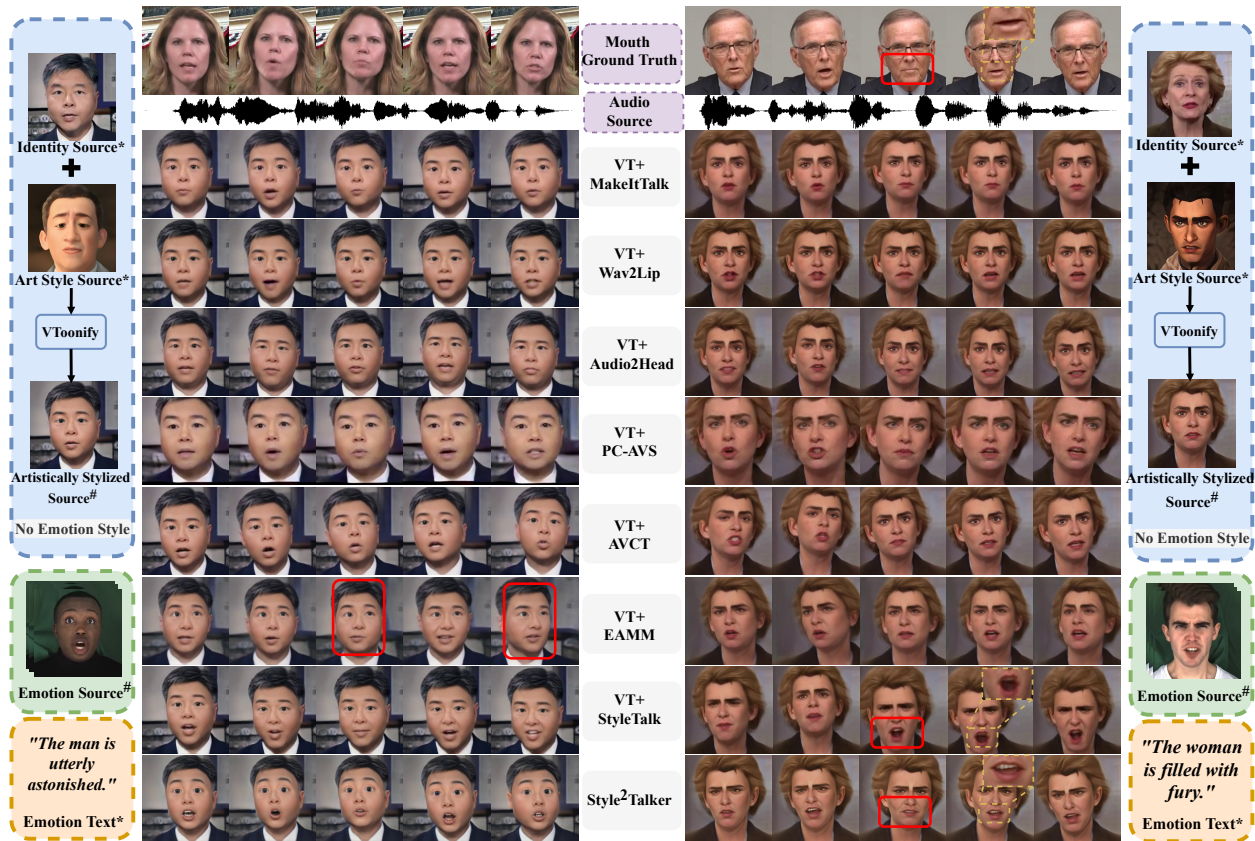 Identity Source*
Art Style Source*
VToonify
Artistically Stylized
Source#
No Emotion Style
Emotion Source#
"The man is
utterly
astonished."
Emotion Text*
Mouth
Ground Truth
Audio
Source
VT+
MakeItTalk
VT+
Wav2Lip
VT+
Audio2Head
VT+
PC-AVS
VT+
AVCT
VT+
EAMM
VT+
StyleTalk
Style2Talker
Identity Source*
Art Style Source*
VToonify
Artistically Stylized
Source#
No Emotion Style
Emotion Source#
"The woman
is filled with
fury."
Emotion Text*